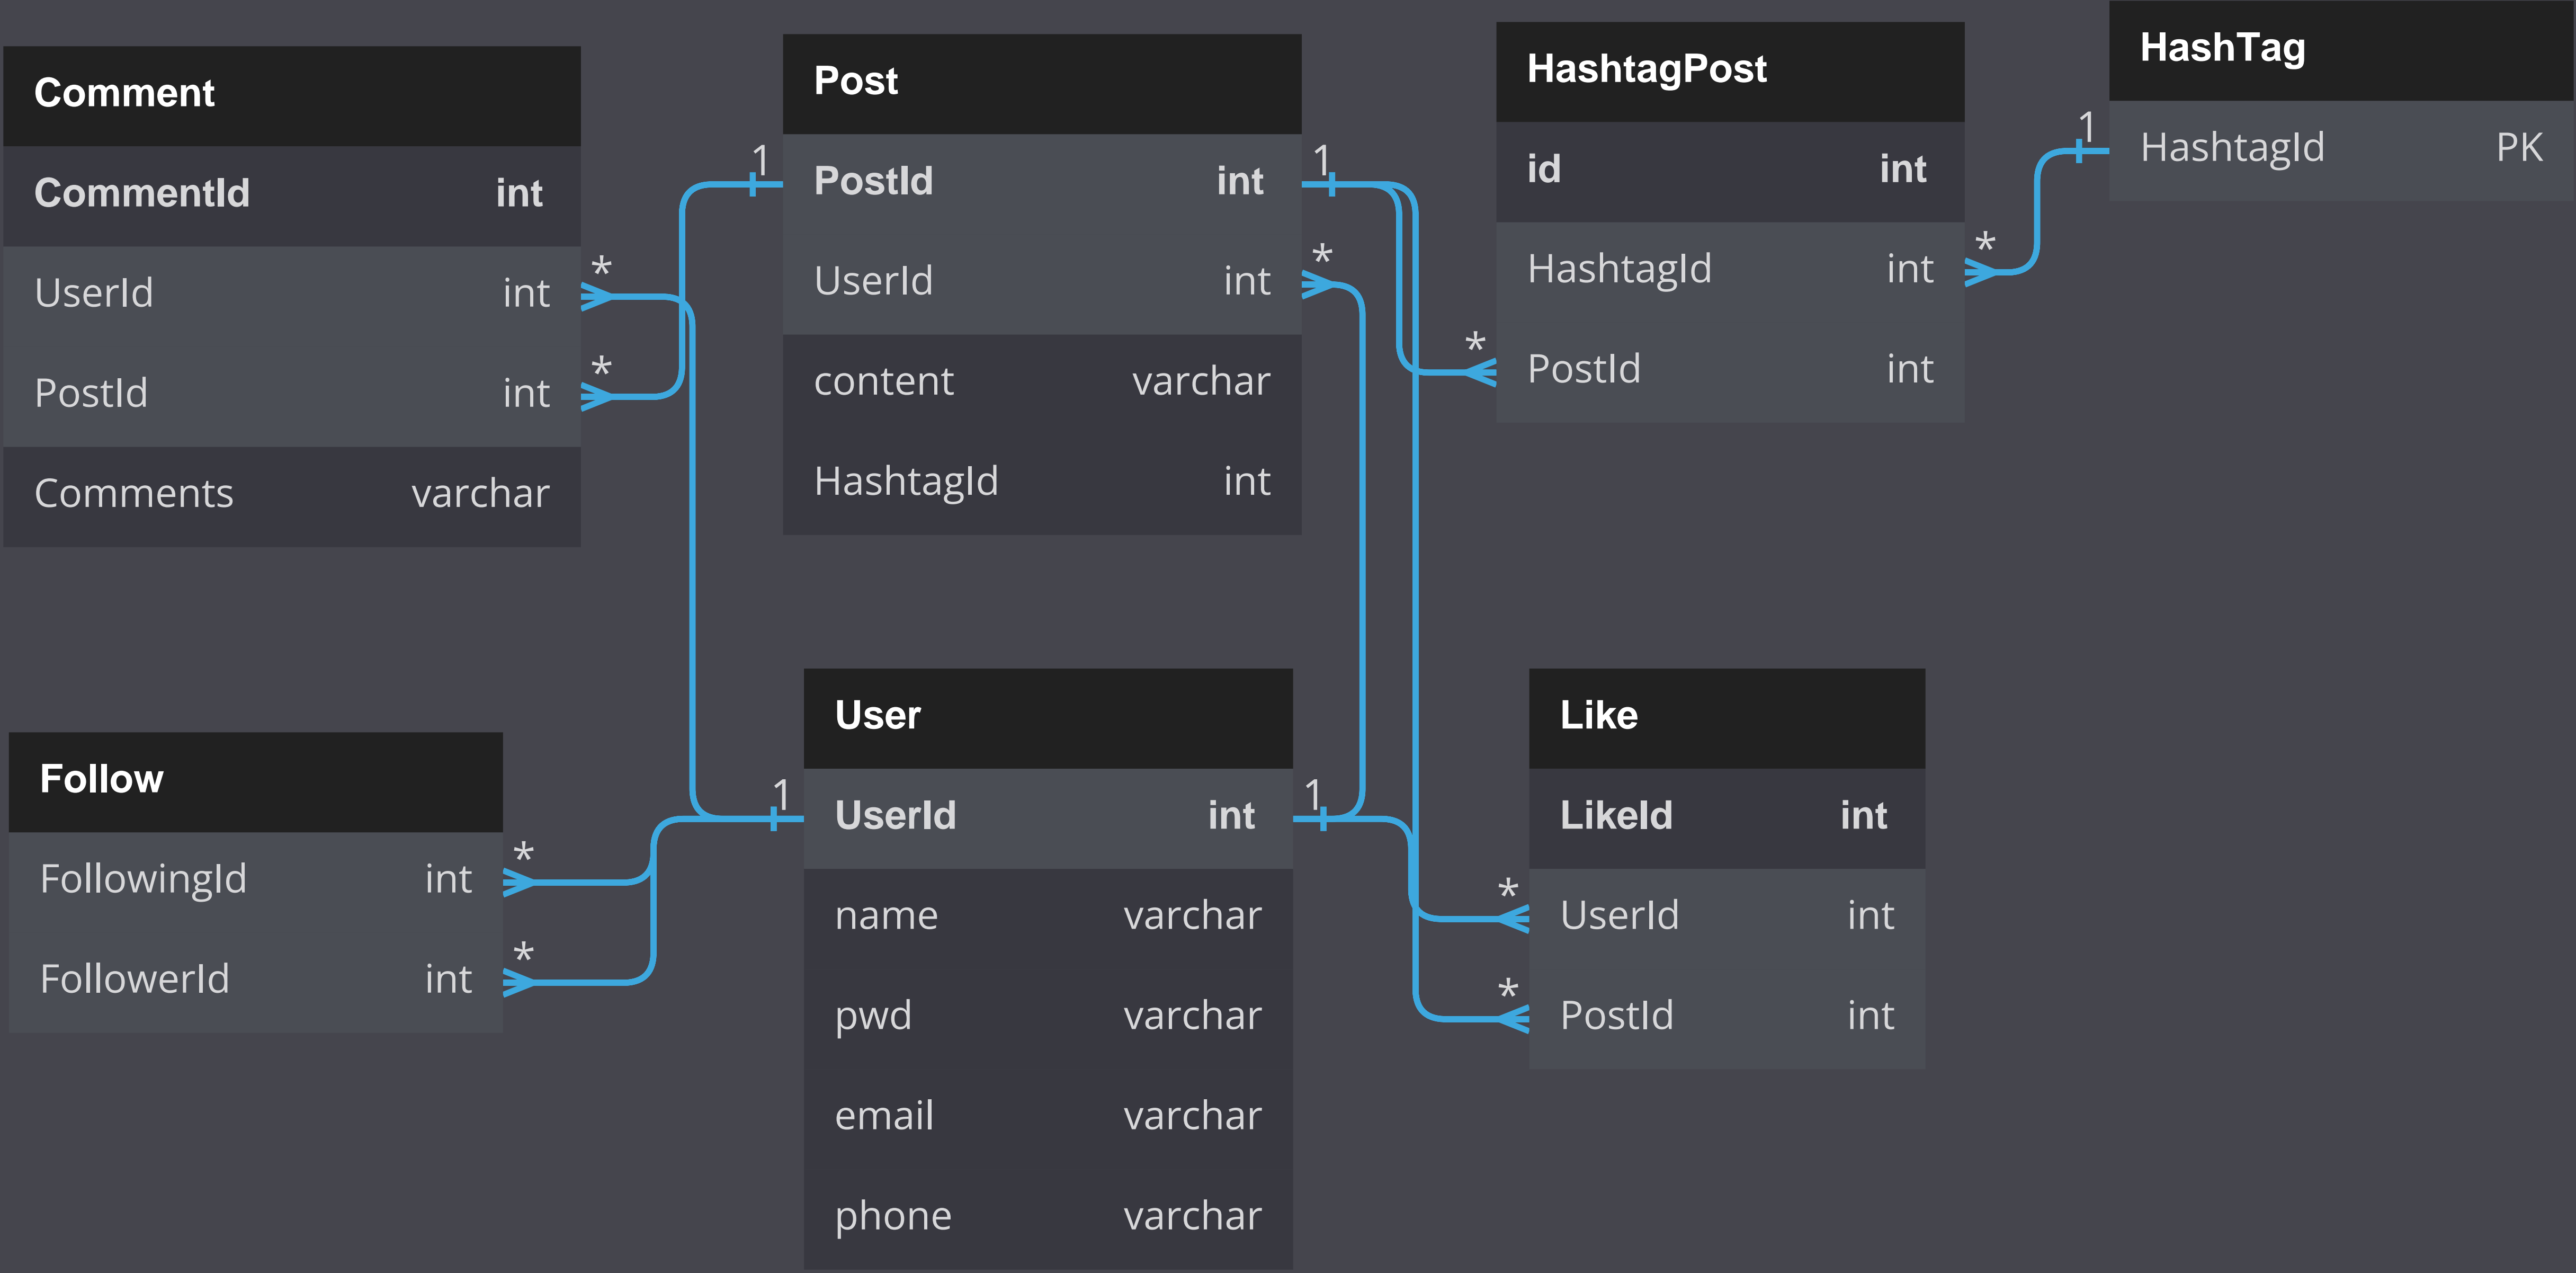 Comment
CommentId int
UserId int
PostId int
Comments varchar
Post
PostId int
UserId int
content varchar
HashtagId int
HashtagPost
id int
HashtagId int
PostId int
HashTag
HashtagId PK
Follow
FollowingId int
FollowerId int
User
UserId int
name varchar
pwd varchar
email varchar
phone varchar
Like
LikeId int
UserId int
PostId int
1
1
1
1
1
*
*
*
*
*
*
*
*
*